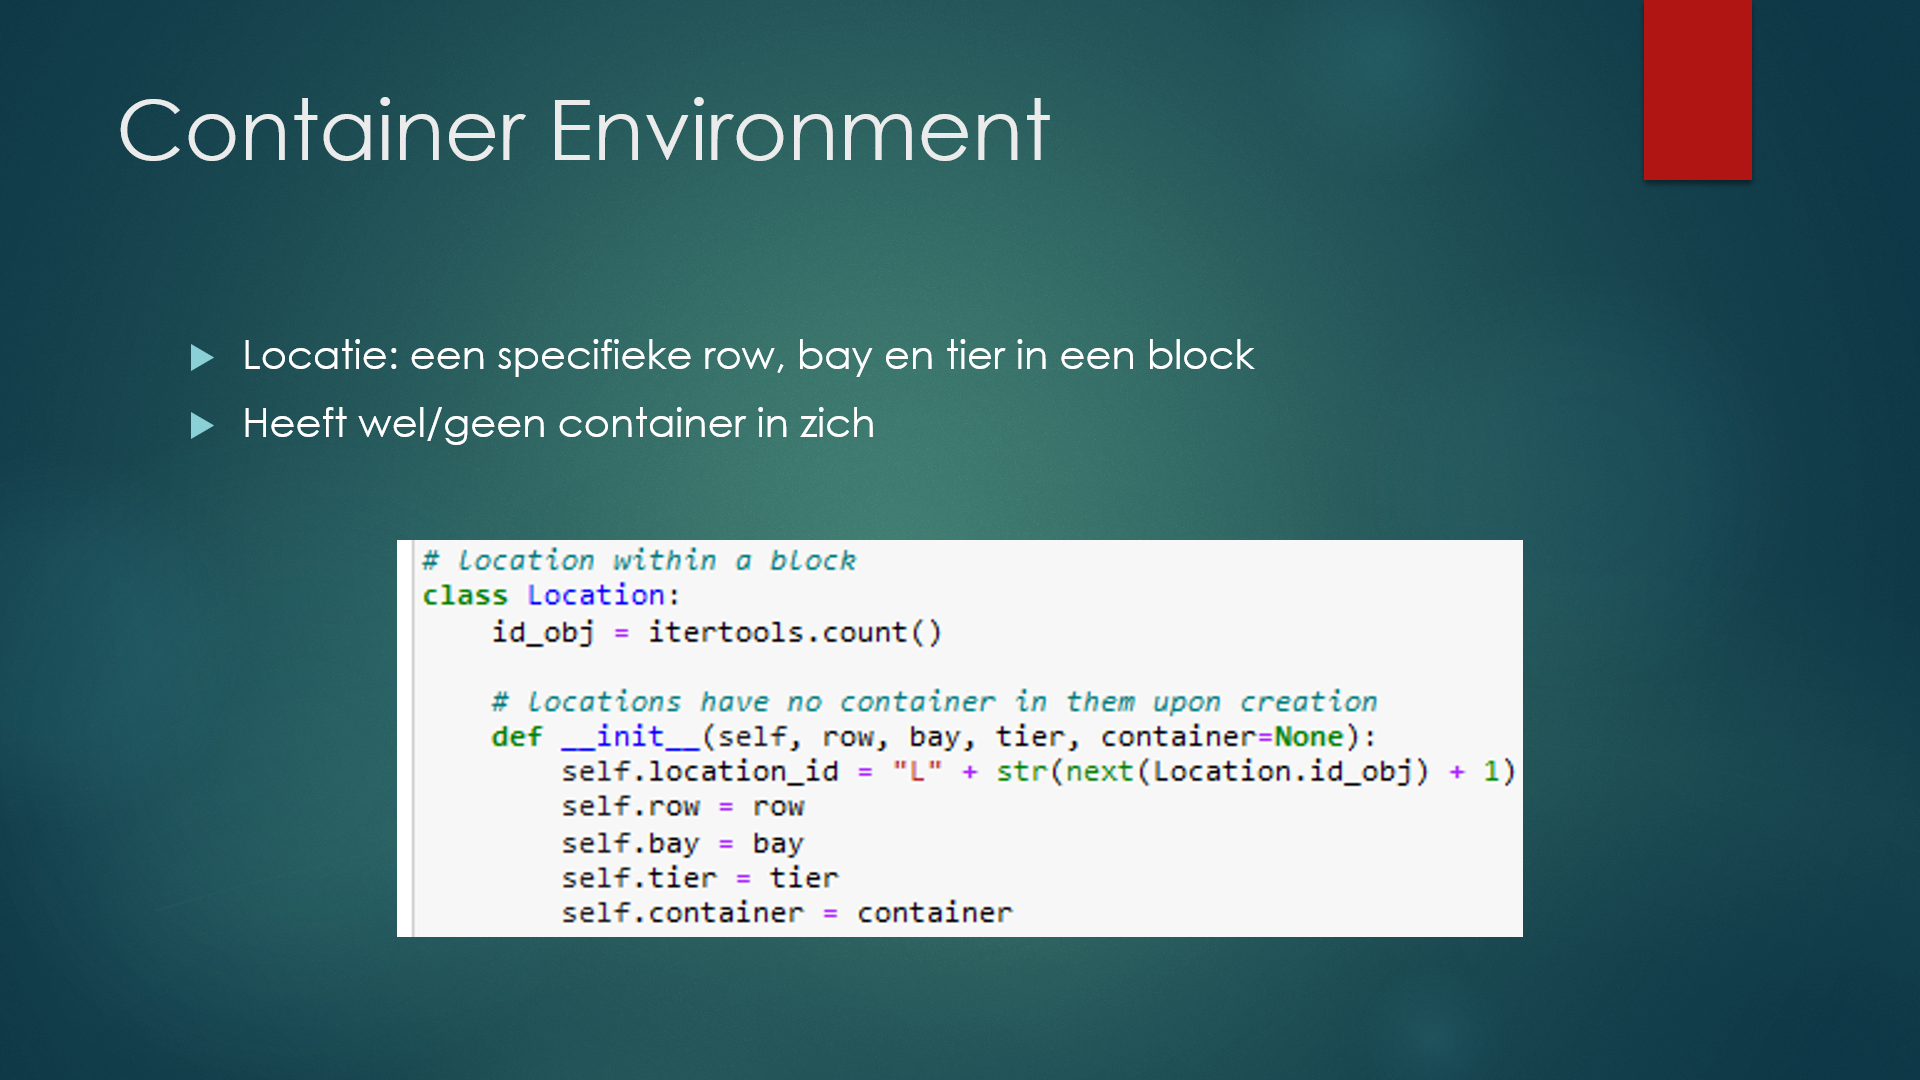 Container Environment
Locatie: een specifieke row, bay en tier in een block
Heeft wel/geen container in zich
# location within a block
class Location:
    id_obj = itertools.count()
    # locations have no container in them upon creation
    def __init__(self, row, bay, tier, container=None):
        self.location_id = "L" + str(next(Location.id_obj) + 1)
        self.row = row
        self.bay = bay
        self.tier = tier
        self.container = container